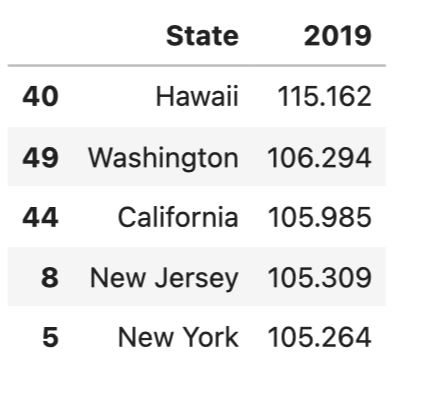 State 2019
40 Hawaii 115.162
49 Washington 106.294
44 California 105.985
8 New Jersey 105.309
5 New York 105.264